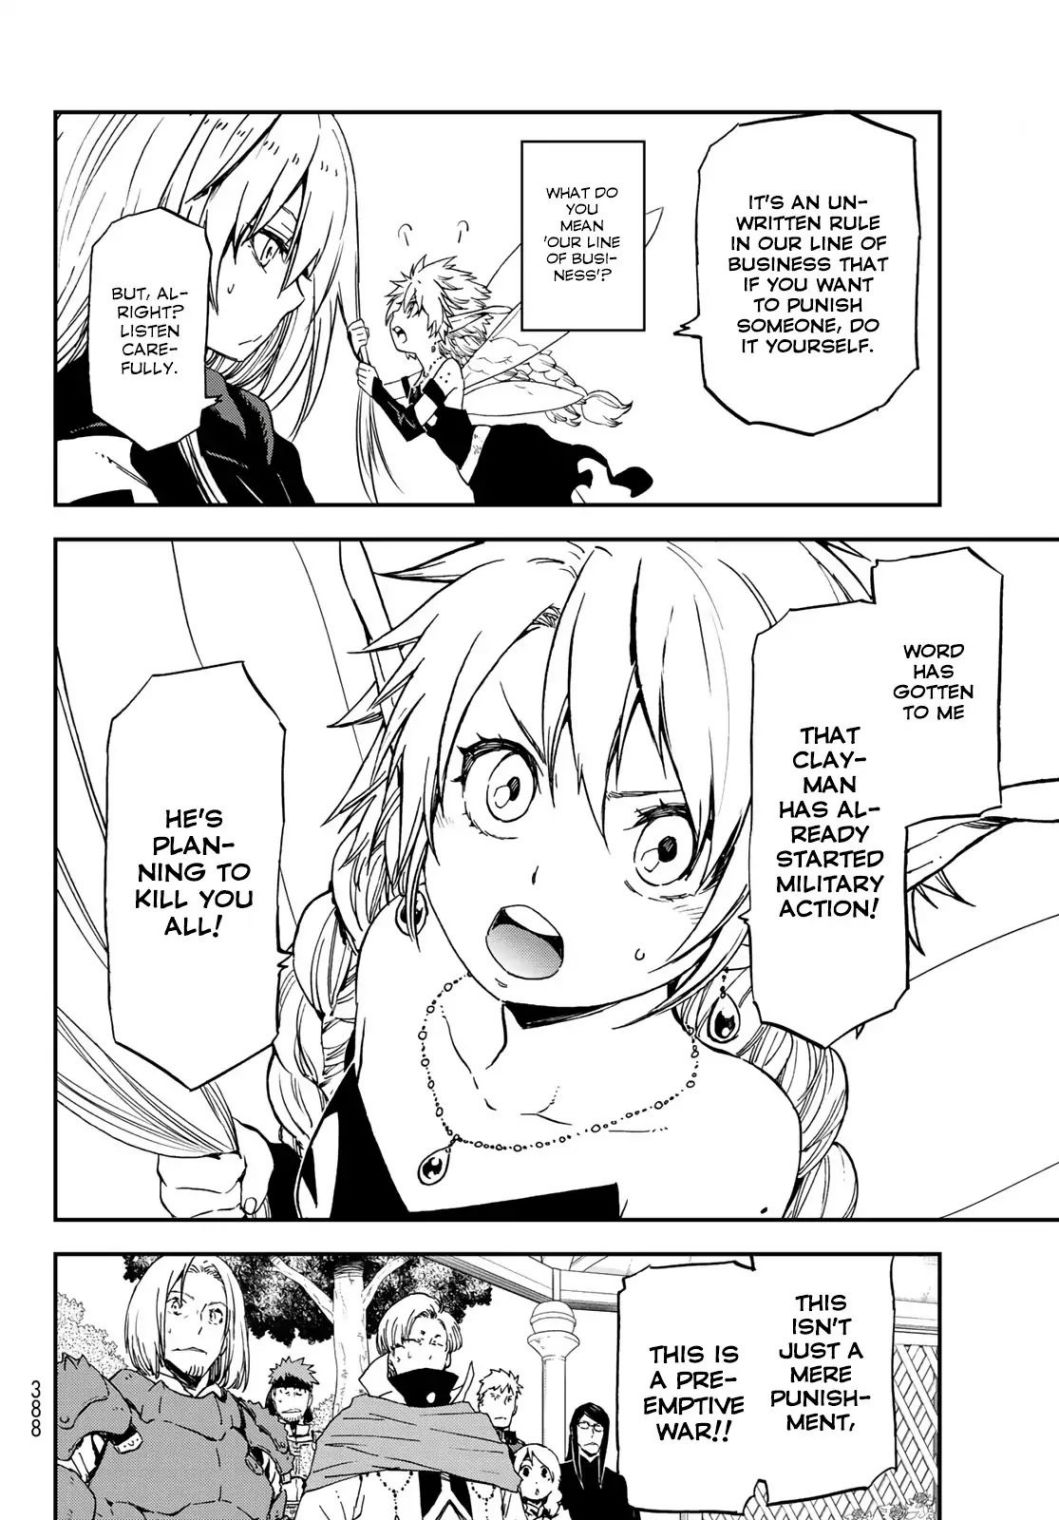 IT'S AN UN-
WRITTEN RULE
IN OUR LINE OF
BUSINESS THAT
IF YOU WANT
TO PUNISH
SOMEONE, DO
IT YOURSELF.
WHAT DO
YOU
MEAN
'OUR LINE
OF BUSI-
NESS'?
BUT, AL-
RIGHT?
LISTEN
CARE-
FULLY.
WORD
HAS
GOTTEN
TO ME
THAT
CLAY-
MAN
HAS AL-
READY
STARTED
MILITARY
ACTION!
HE'S
PLAN-
NING TO
KILL YOU
ALL!
THIS
ISN'T
JUST A
MERE
PUNISH-
MENT,
THIS IS
A PRE-
EMPTIVE
WAR!!
388